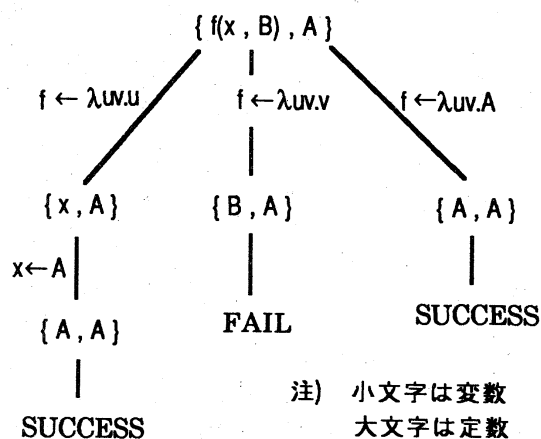 { f(x , B) , A }
f ← λuv.u
f ←λuv.v
f ←λuv.A
{ x , A }
{ B , A }
{ A , A }
x←A
{ A , A }
FAIL
SUCCESS
SUCCESS
注) 小文字は変数
大文字は定数